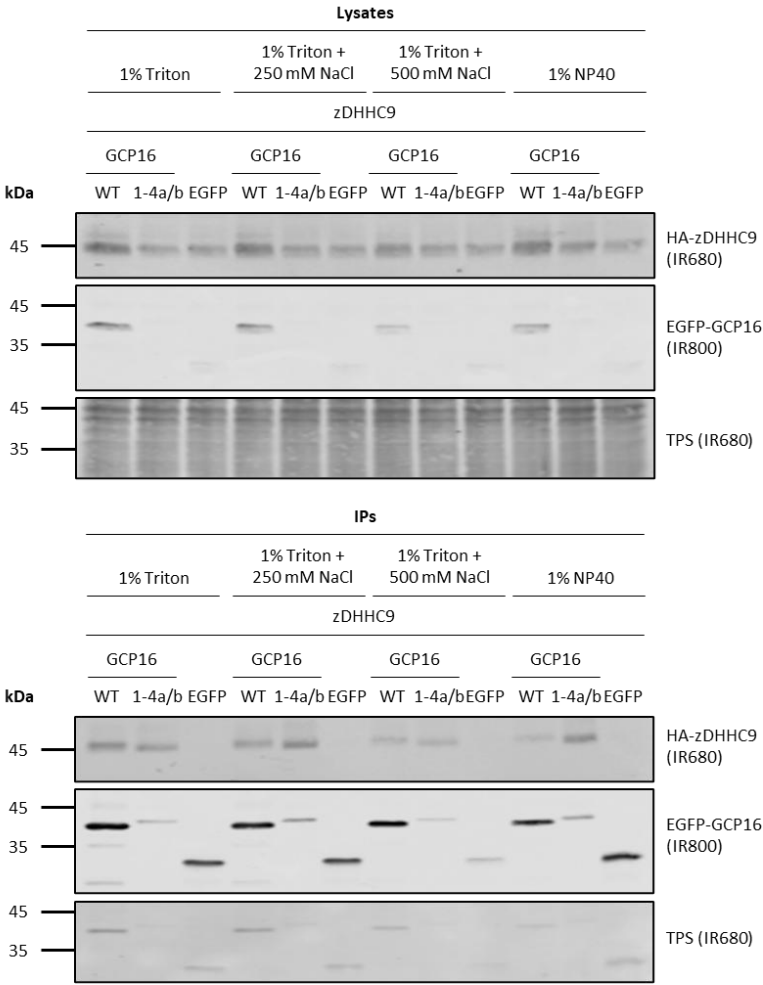 Lysates
1% Triton
1% Triton + 250 mM NaCl
1% Triton + 500 mM NaCl
1% NP40
zDHHC9
GCP16 GCP16 GCP16 GCP16
kDa WT 1-4a/b EGFP WT 1-4a/b EGFP WT 1-4a/b EGFP WT 1-4a/b EGFP
45
HA-zDHHC9
(IR680)
45
35
EGFP-GCP16
(IR800)
45
35
TPS (IR680)
IPs
1% Triton
1% Triton + 250 mM NaCl
1% Triton + 500 mM NaCl
1% NP40
zDHHC9
GCP16 GCP16 GCP16 GCP16
kDa WT 1-4a/b EGFP WT 1-4a/b EGFP WT 1-4a/b EGFP WT 1-4a/b EGFP
45
HA-zDHHC9
(IR680)
45
35
EGFP-GCP16
(IR800)
45
35
TPS (IR680)